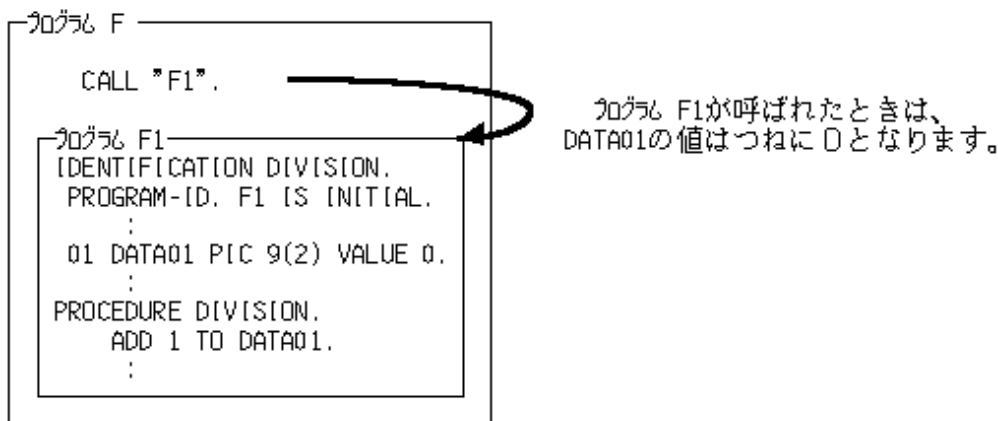 プログラム F
CALL "F1".
プログラム F1
IDENTIFICATION DIVISION.
PROGRAM-ID. F1 IS INITIAL.
:
01 DATA01 PIC 9(2) VALUE 0.
:
PROCEDURE DIVISION.
ADD 1 TO DATA01.
:
プログラム F1が呼ばれたときは、
DATA01の値はつねに0となります。